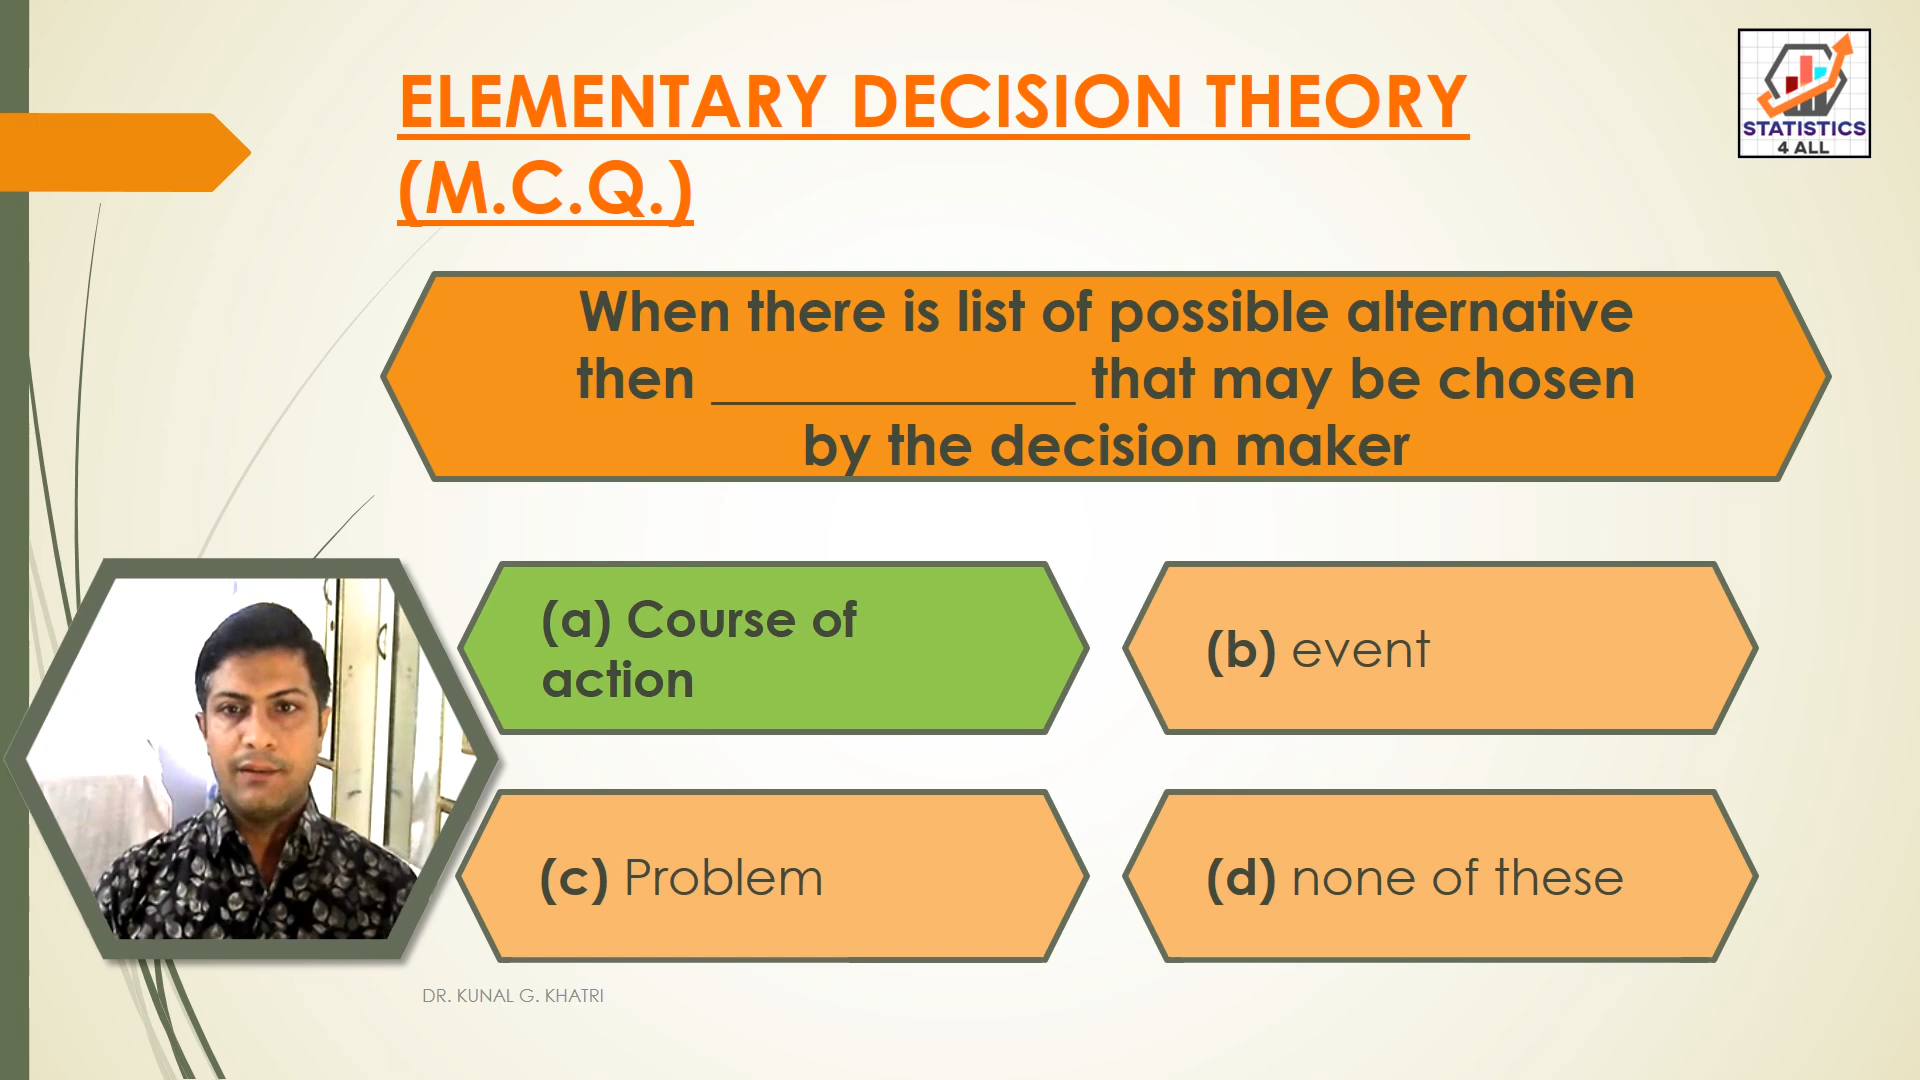 ELEMENTARY DECISION THEORY
(M.C.Q.)
STATISTICS
4 ALL
When there is list of possible alternative
then ______________ that may be chosen
by the decision maker
(a) Course of
action
(b) event
(c) Problem
(d) none of these
DR. KUNAL G. KHATRI